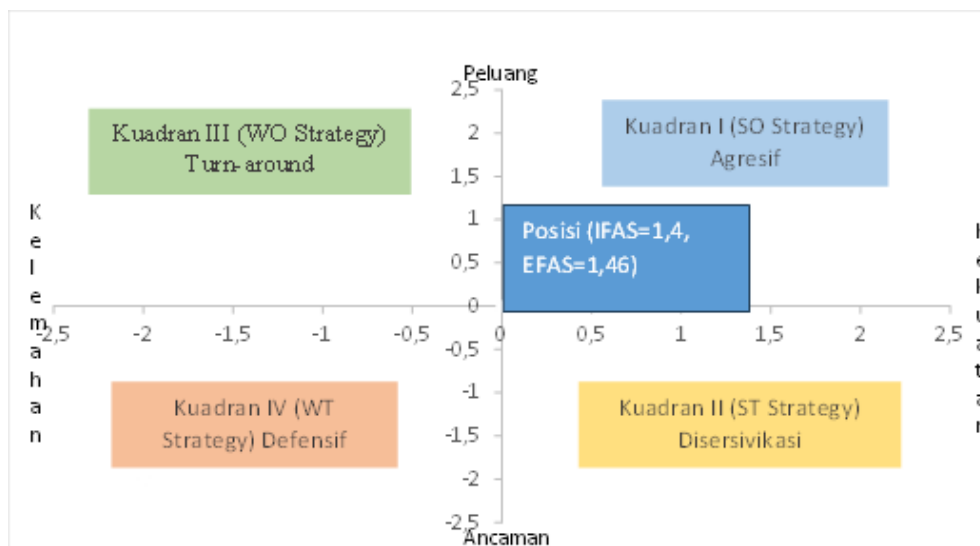 Peluang
2,5
Kuadran III (WO Strategy)
Turn-around
Kuadran I (SO Strategy)
Agresif
2
1,5
1
Posisi (IFAS=1,4,
EFAS=1,46)
0,5
0
Kelemahan
-2,5 -2 -1,5 -1 -0,5 0 0,5 1 1,5 2 2,5
-0,5
-1
Kuadran IV (WT
Strategy) Defensif
Kuadran II (ST Strategy)
Disersivikasi
-1,5
-2
-2,5
Ancaman